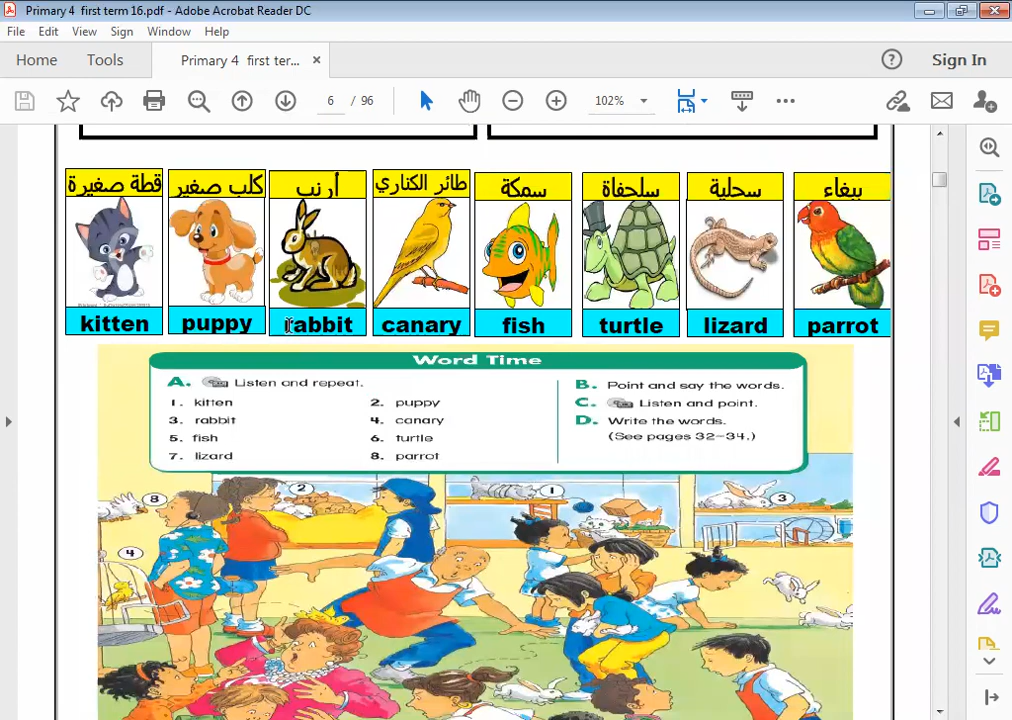 Primary 4 first term 16.pdf - Adobe Acrobat Reader DC
File Edit View Sign Window Help
Home Tools Primary 4 first ter... × Sign In
6 / 96 102%
قطة صغيرة
كلب صغير
أرنب
طائر الكناري
سمكة
سلحفاة
سحلية
ببغاء
kitten puppy rabbit canary fish turtle lizard parrot
Word Time
A. Listen and repeat.
1. kitten 2. puppy
3. rabbit 4. canary
5. fish 6. turtle
7. lizard 8. parrot
B. Point and say the words.
C. Listen and point.
D. Write the words.
(See pages 32–34.)
8
2
1
3
4